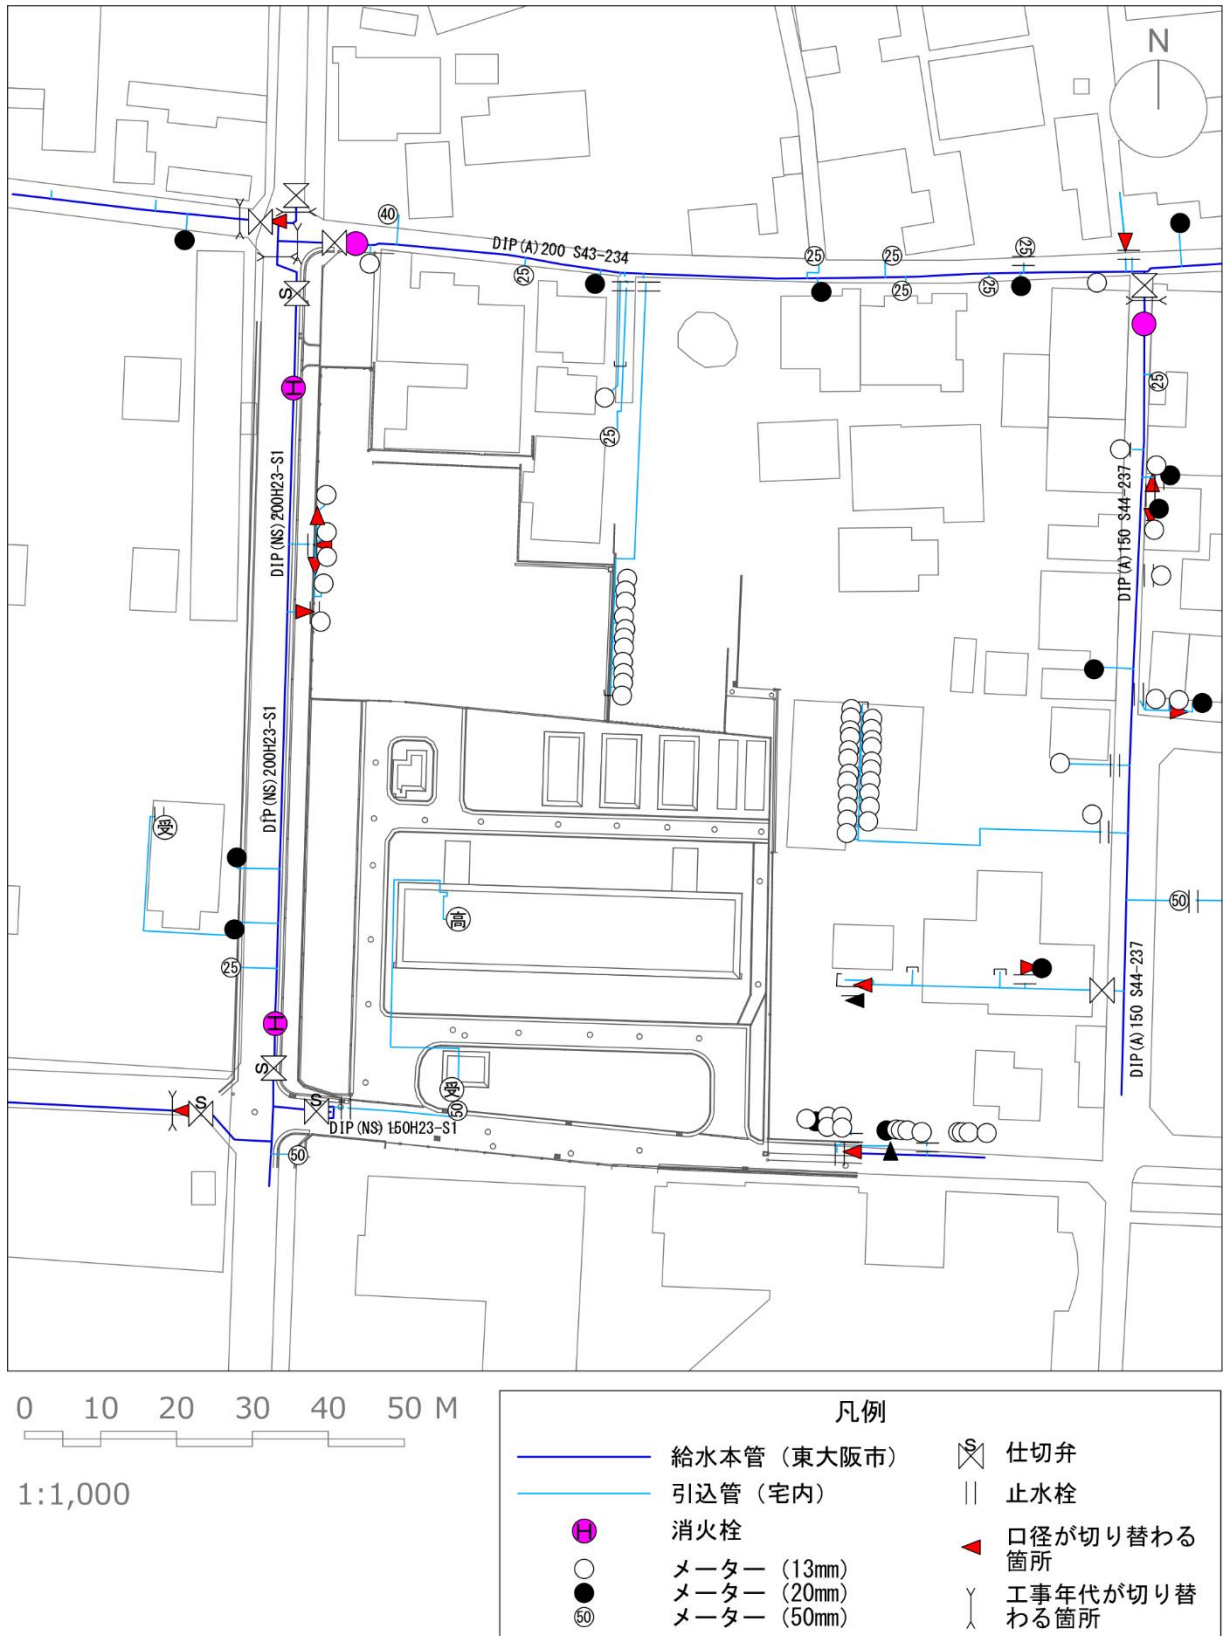 N
40
DIP(A)200 S43-234
25
25
25
25
25
25
S
25
25
H
DIP(NS)200H23-S1
DIP(A)150 S44-237
DIP(NS)200H23-S1
受
50
高
25
DIP(A)150 S44-237
H
S
受
S
S
50
DIP(NS)150H23-S1
50
0 10 20 30 40 50 M
1:1,000
凡例
給水本管（東大阪市）
引込管（宅内）
H 消火栓
メーター（13mm）
メーター（20mm）
50 メーター（50mm）
S 仕切弁
止水栓
口径が切り替わる
箇所
工事年代が切り替
わる箇所